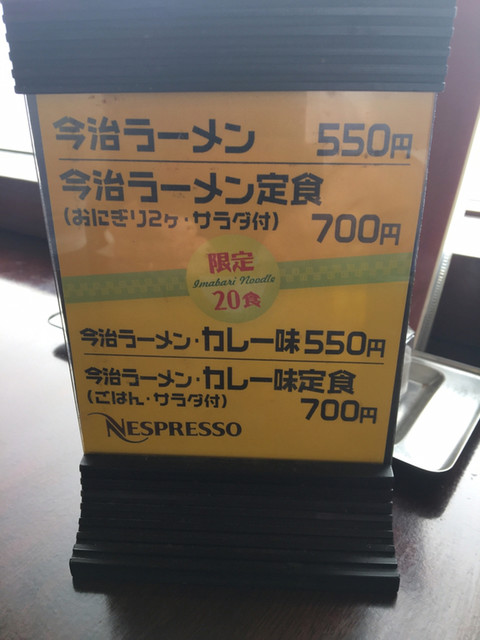 今治ラーメン 550円
今治ラーメン定食
(おにぎり2ヶ・サラダ付) 700円
限定
Imabari Noodle
20食
今治ラーメン・カレー味 550円
今治ラーメン・カレー味定食
(ごはん・サラダ付) 700円
NESPRESSO